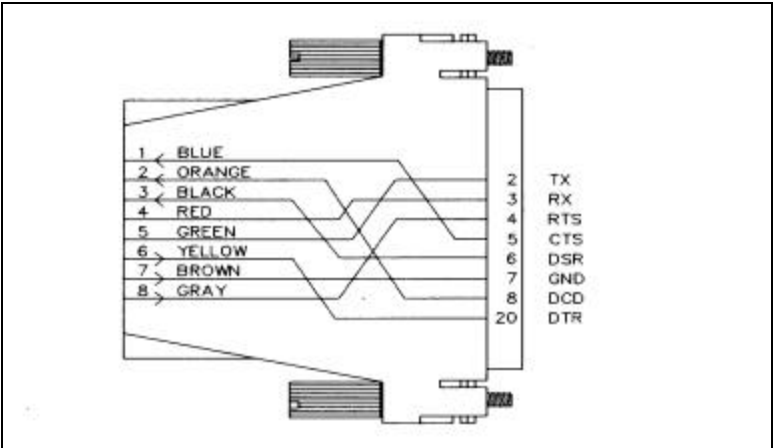 1 BLUE
2 ORANGE
3 BLACK
4 RED
5 GREEN
6 YELLOW
7 BROWN
8 GRAY
2 TX
3 RX
4 RTS
5 CTS
6 DSR
7 GND
8 DCD
20 DTR